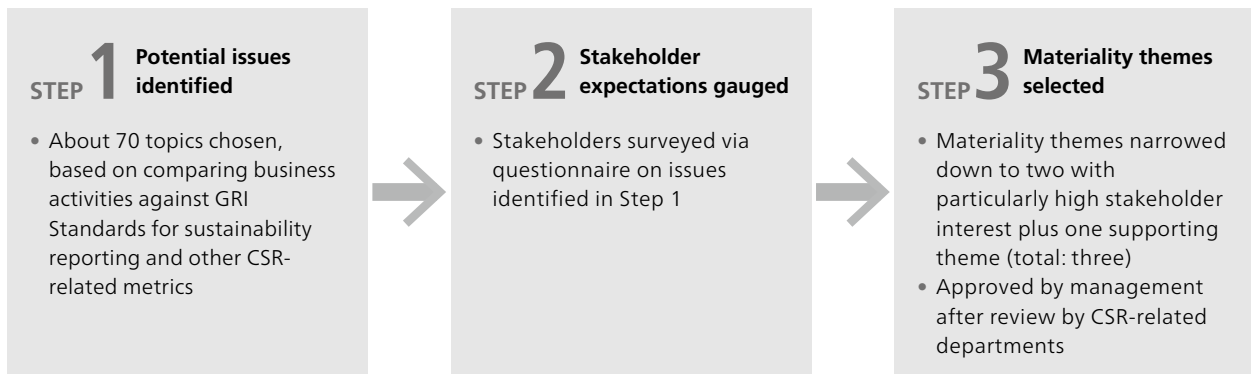 STEP 1 Potential issues
identified
• About 70 topics chosen,
based on comparing business
activities against GRI
Standards for sustainability
reporting and other CSR-
related metrics
STEP 2 Stakeholder
expectations gauged
• Stakeholders surveyed via
questionnaire on issues
identified in Step 1
STEP 3 Materiality themes
selected
• Materiality themes narrowed
down to two with
particularly high stakeholder
interest plus one supporting
theme (total: three)
• Approved by management
after review by CSR-related
departments